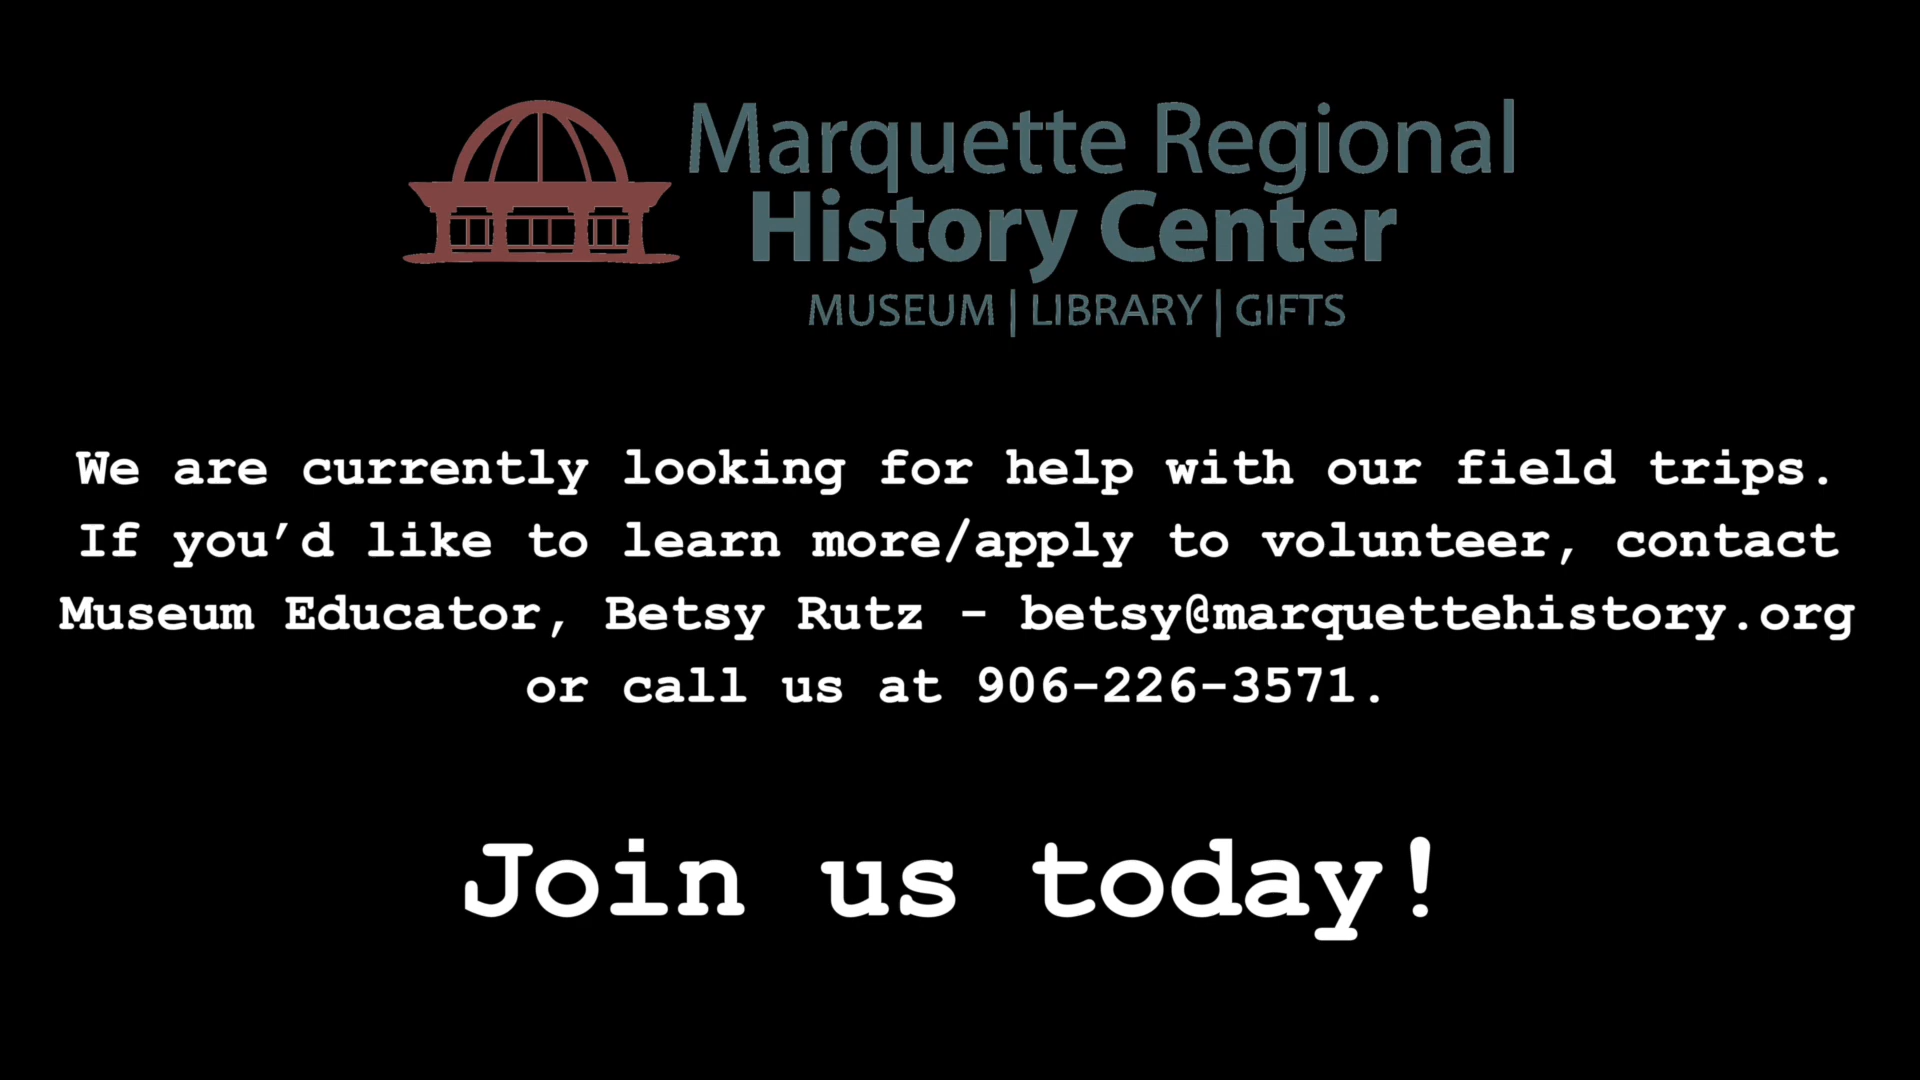 Marquette Regional
History Center
MUSEUM | LIBRARY | GIFTS
We are currently looking for help with our field trips.
If you’d like to learn more/apply to volunteer, contact
Museum Educator, Betsy Rutz - betsy@marquettehistory.org
or call us at 906-226-3571.
Join us today!